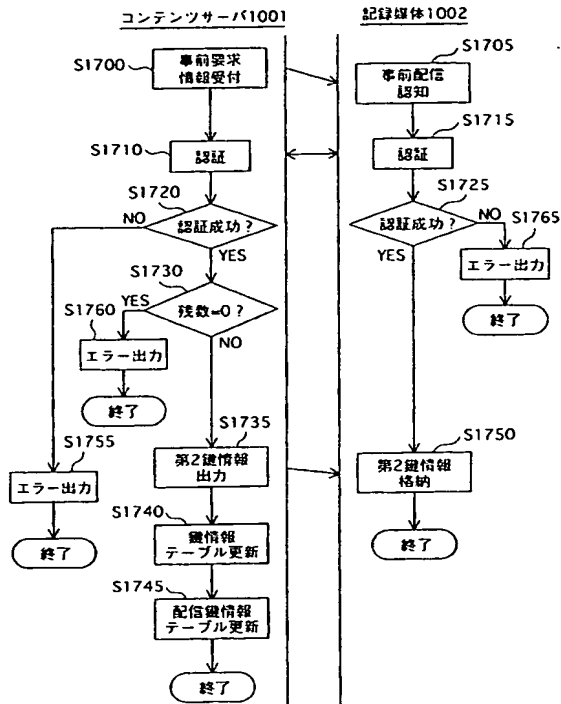 コンテンツサーバ1001
S1700
事前要求
情報受付
S1710
認証
S1720
認証成功？
NO
YES
S1730
残数=0？
YES
NO
S1760
エラー出力
終了
S1735
第2鍵情報
出力
S1755
エラー出力
終了
S1740
鍵情報
テーブル更新
S1745
配信鍵情報
テーブル更新
終了
記録媒体1002
S1705
事前配信
認知
S1715
認証
S1725
認証成功？
NO
YES
S1765
エラー出力
終了
S1750
第2鍵情報
格納
終了